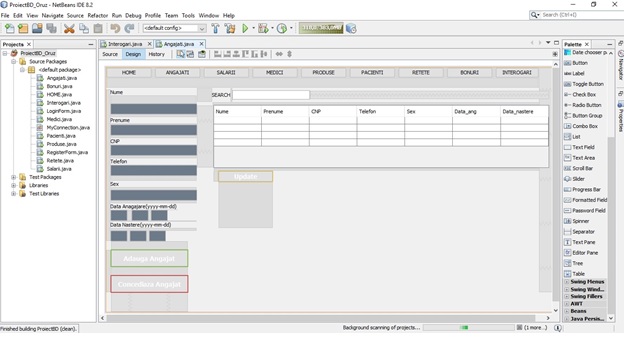 ProiectBD_Oruz - NetBeans IDE 8.2
File Edit View Navigate Source Refactor Run Debug Profile Team Tools Window Help
Search (Ctrl+I)
<default config>
Projects
Interogari.java Angajati.java
Source Design History
ProiectBD_Oruz
Source Packages
<default package>
Angajati.java
Bonuri.java
HOME.java
Interogari.java
LoginForm.java
Medici.java
MyConnection.java
Pacienti.java
Produse.java
RegisterForm.java
Retete.java
Salarii.java
Test Packages
Libraries
Test Libraries
HOME ANGAJATI SALARII MEDICI PRODUSE PACIENTI RETETE BONURI INTEROGARI
Nume
Prenume
CNP
Telefon
Sex
Data Anagajare(yyyy-mm-dd)
Data Nastere(yyyy-mm-dd)
Adauga Angajat
Concediaza Angajat
SEARCH
Nume Prenume CNP Telefon Sex Data_ang Data_nastere
Update
Palette
Date chooser p
Button
Label
Toggle Button
Check Box
Radio Button
Button Group
Combo Box
List
Text Field
Text Area
Scroll Bar
Slider
Progress Bar
Formatted Field
Password Field
Spinner
Separator
Text Pane
Editor Pane
Tree
Table
Swing Menus
Swing Wind...
Swing Fillers
AWT
Beans
Java Persis...
Services
Properties
Finished building ProiectBD (clean).
Background scanning of projects...
(1 more...)